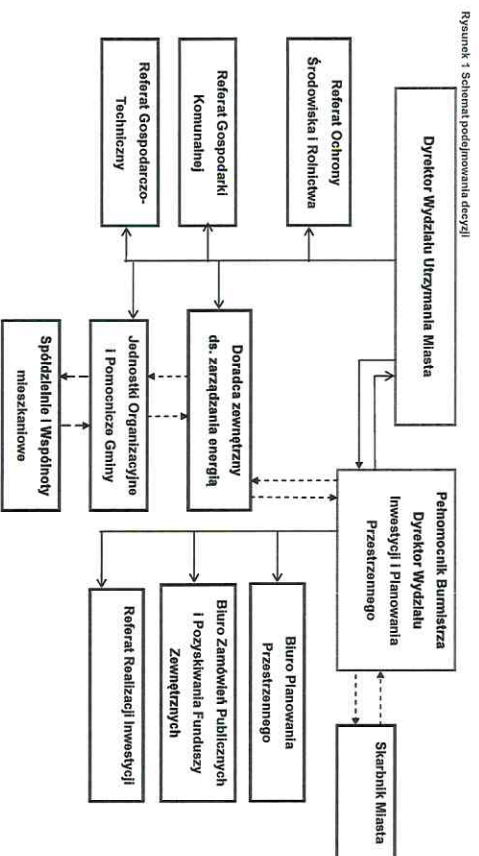 Rysunek 1 Schemat podejmowania decyzji
Dyrektor Wydziału Utrzymania Miasta
Pełnomocnik Burmistrza
Dyrektor Wydziału
Inwestycji i Planowania
Przestrzennego
Skarbnik Miasta
Referat Ochrony
Środowiska i Rolnictwa
Referat Gospodarki
Komunalnej
Referat Gospodarczo-
Techniczny
Doradca zewnętrzny
ds. zarządzania energią
Jednostki Organizacyjne
i Pomocnicze Gminy
Spółdzielnie i Wspólnoty
mieszkaniowe
Biuro Planowania
Przestrzennego
Biuro Zamówień Publicznych
i Pozyskiwania Funduszy
Zewnętrznych
Referat Realizacji Inwestycji